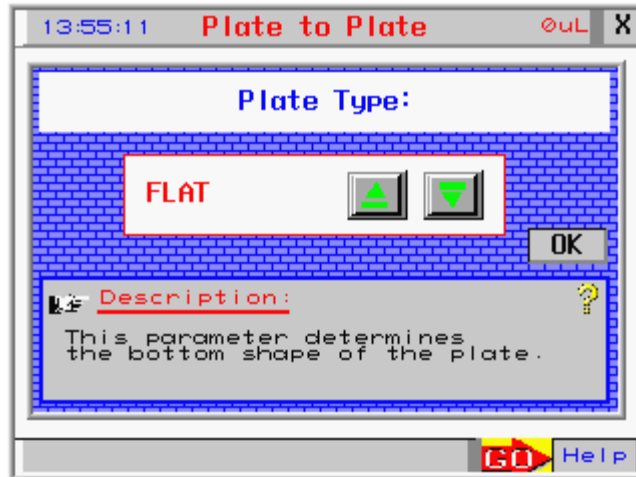 13:55:11 Plate to Plate 0uL X
Plate Type:
FLAT
OK
Description: ?
This parameter determines
the bottom shape of the plate.
GO Help